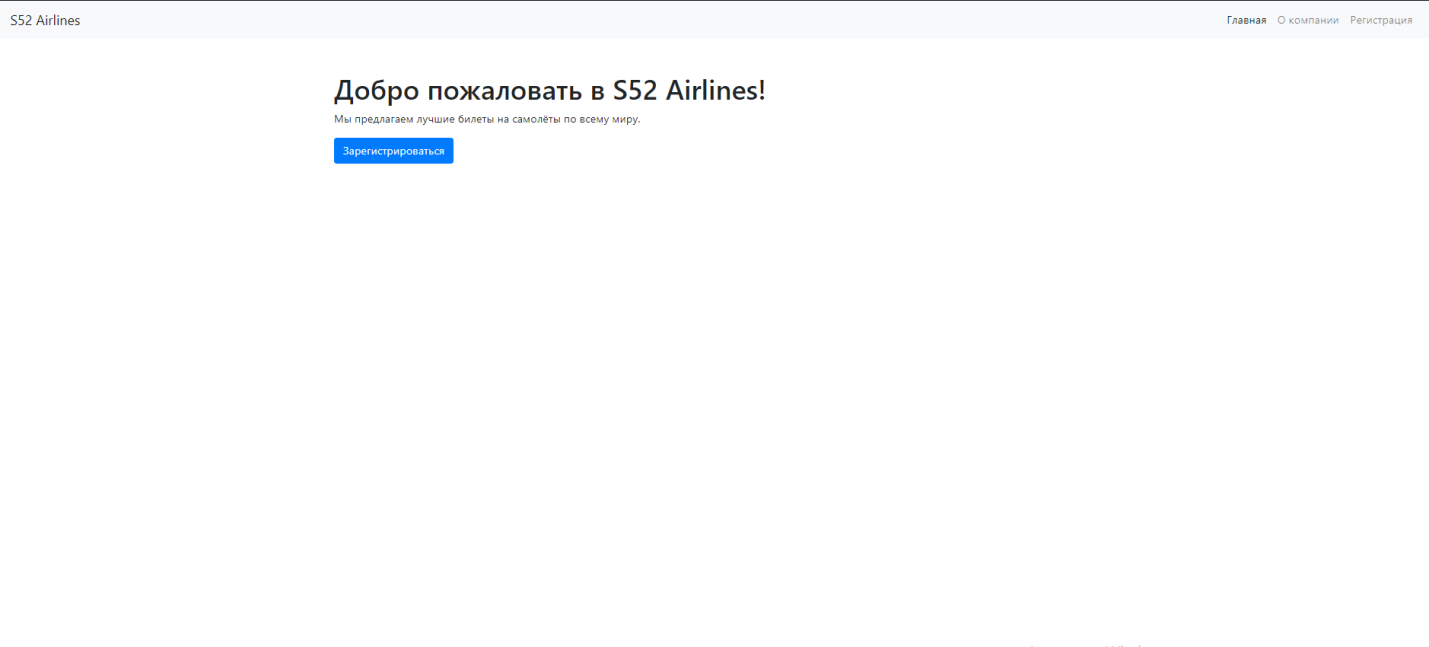 S52 Airlines
Главная О компании Регистрация
Добро пожаловать в S52 Airlines!
Мы предлагаем лучшие билеты на самолёты по всему миру.
Зарегистрироваться